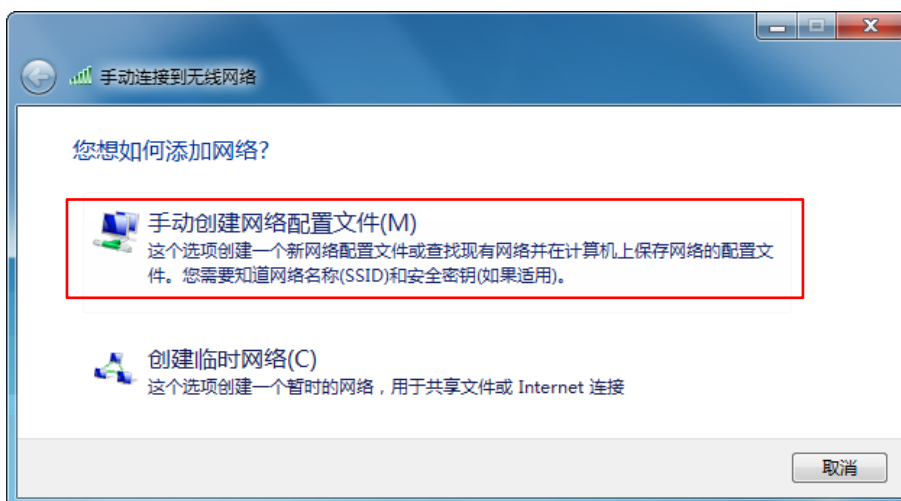 手动连接到无线网络
您想如何添加网络?
手动创建网络配置文件(M)
这个选项创建一个新网络配置文件或查找现有网络并在计算机上保存网络的配置文
件。您需要知道网络名称(SSID)和安全密钥(如果适用)。
创建临时网络(C)
这个选项创建一个暂时的网络，用于共享文件或 Internet 连接
取消